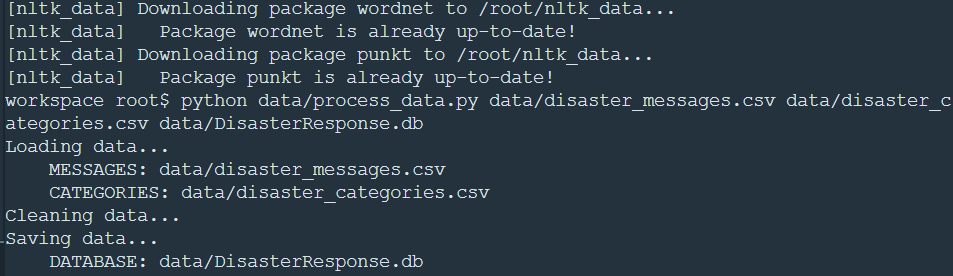 [nltk_data] Downloading package wordnet to /root/nltk_data...
[nltk_data]   Package wordnet is already up-to-date!
[nltk_data] Downloading package punkt to /root/nltk_data...
[nltk_data]   Package punkt is already up-to-date!
workspace root$ python data/process_data.py data/disaster_messages.csv data/disaster_c
ategories.csv data/DisasterResponse.db
Loading data...
    MESSAGES: data/disaster_messages.csv
    CATEGORIES: data/disaster_categories.csv
Cleaning data...
Saving data...
    DATABASE: data/DisasterResponse.db